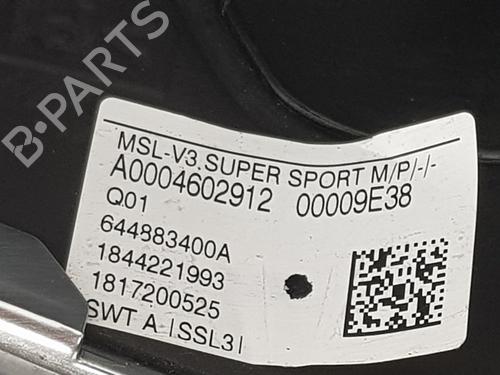 B·PARTS
MSL-V3.SUPER SPORT M/P/-/-
A0004602912 00009E38
Q01
644883400A
1844221993
1817200525
SWT A |SSL3|